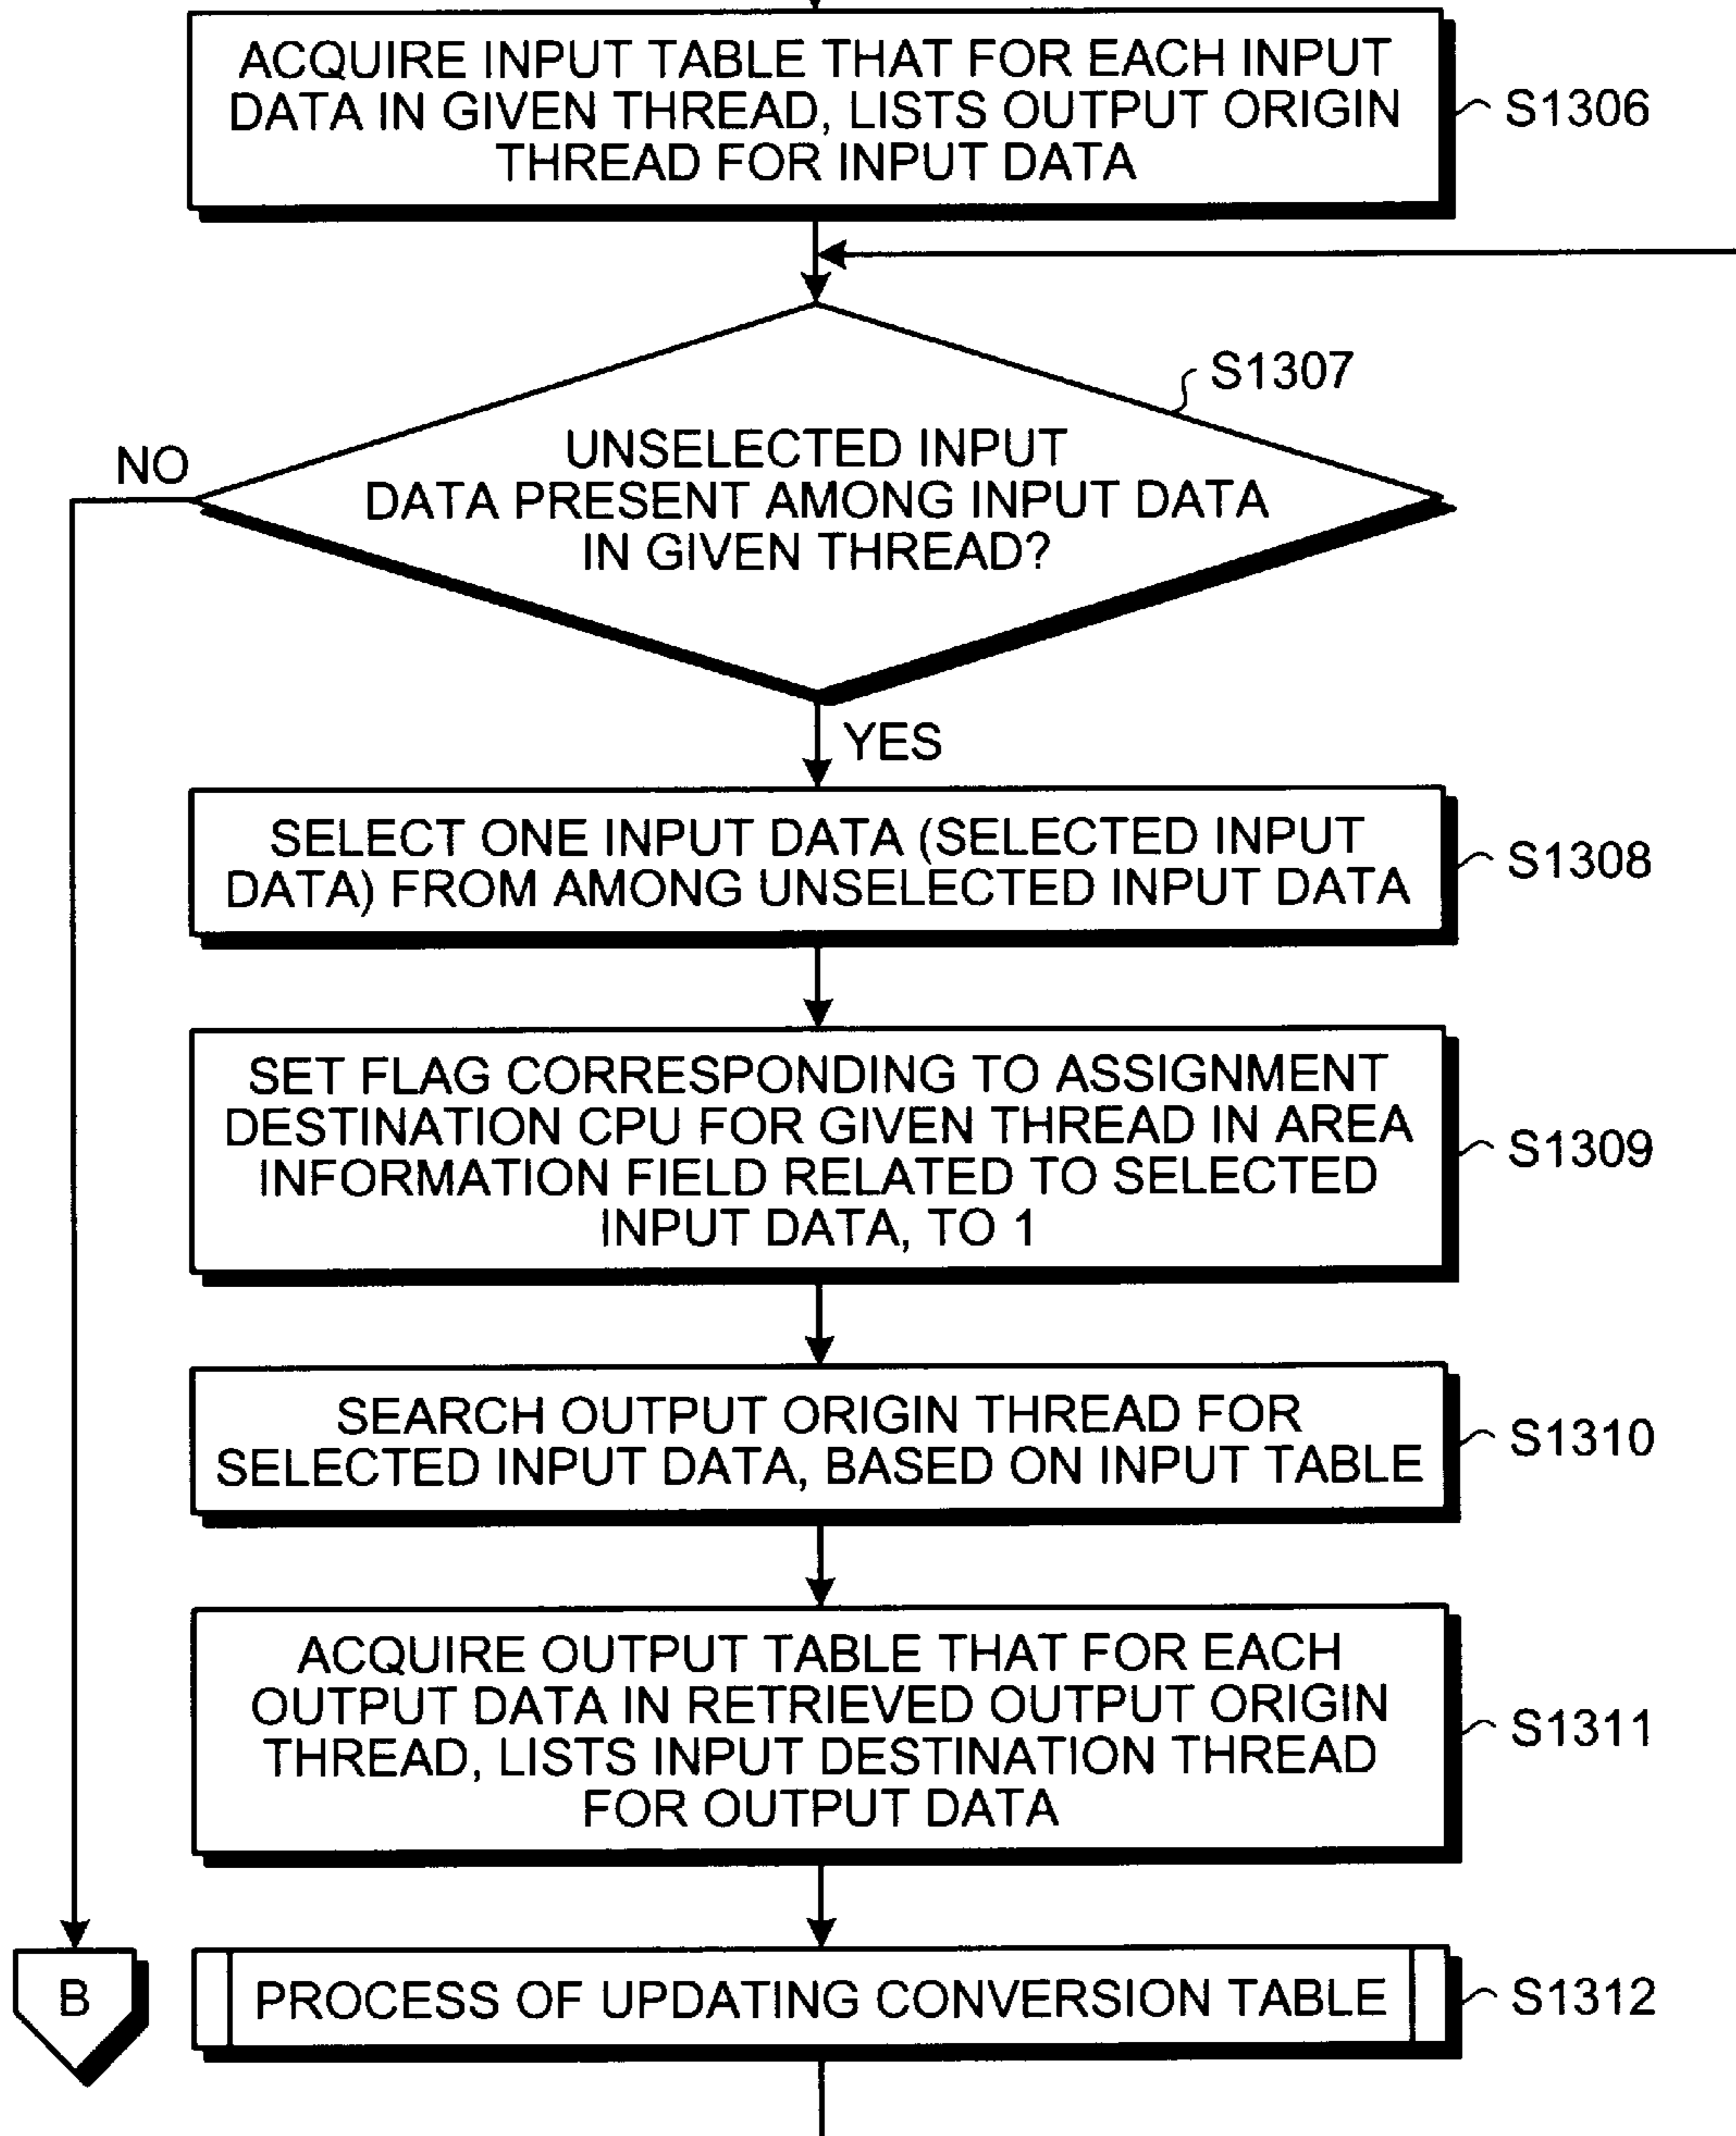 ACQUIRE INPUT TABLE THAT FOR EACH INPUT
DATA IN GIVEN THREAD, LISTS OUTPUT ORIGIN
THREAD FOR INPUT DATA
S1306
S1307
NO
UNSELECTED INPUT
DATA PRESENT AMONG INPUT DATA
IN GIVEN THREAD?
YES
SELECT ONE INPUT DATA (SELECTED INPUT
DATA) FROM AMONG UNSELECTED INPUT DATA
S1308
SET FLAG CORRESPONDING TO ASSIGNMENT
DESTINATION CPU FOR GIVEN THREAD IN AREA
INFORMATION FIELD RELATED TO SELECTED
INPUT DATA, TO 1
S1309
SEARCH OUTPUT ORIGIN THREAD FOR
SELECTED INPUT DATA, BASED ON INPUT TABLE
S1310
ACQUIRE OUTPUT TABLE THAT FOR EACH
OUTPUT DATA IN RETRIEVED OUTPUT ORIGIN
THREAD, LISTS INPUT DESTINATION THREAD
FOR OUTPUT DATA
S1311
B
PROCESS OF UPDATING CONVERSION TABLE
S1312